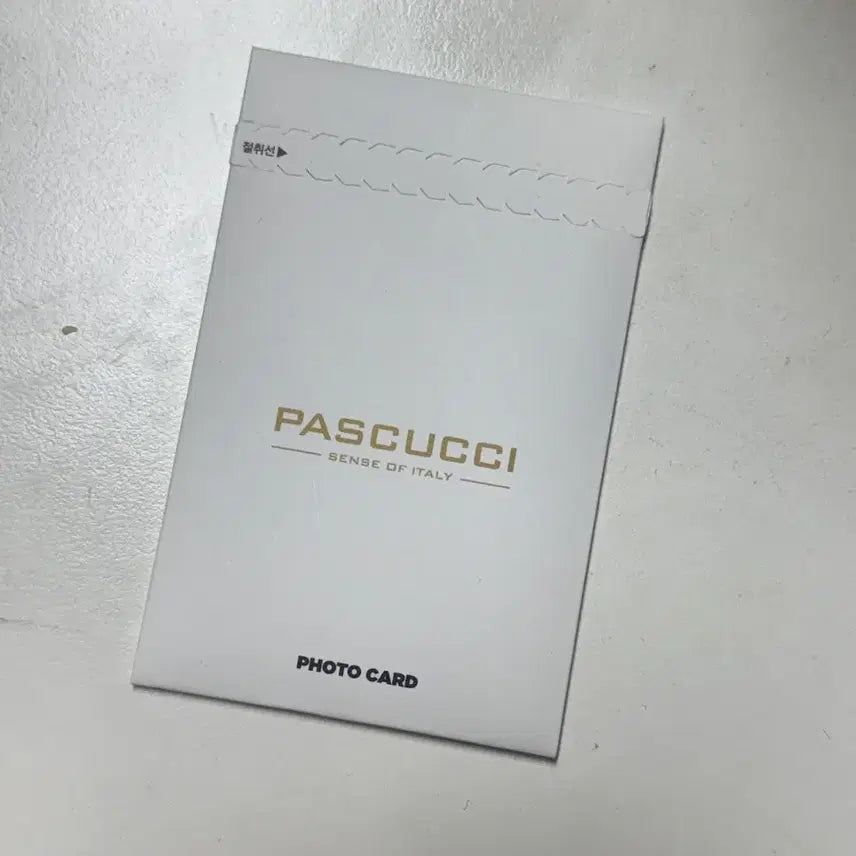 절취선▶
PASCUCCI
SENSE OF ITALY
PHOTO CARD